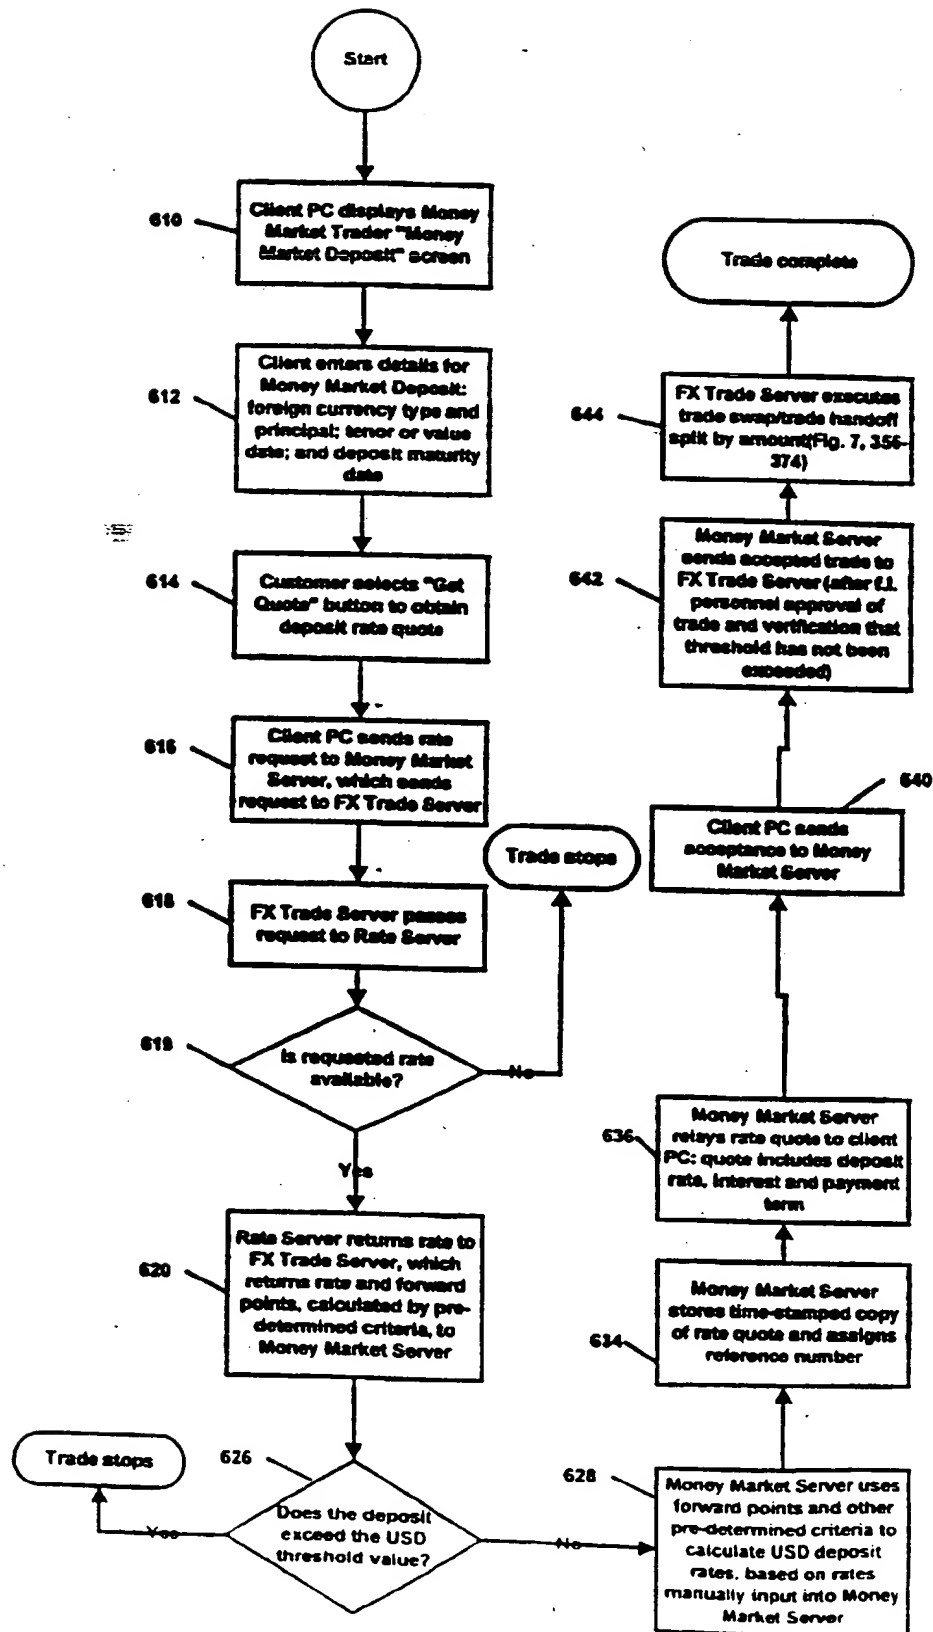 Start
610
Client PC displays Money
Market Trader "Money
Market Deposit" screen
612
Client enters details for
Money Market Deposit:
foreign currency type and
principal; tenor or value
date; and deposit maturity
date
614
Customer selects "Get
Quote" button to obtain
deposit rate quote
616
Client PC sends rate
request to Money Market
Server, which sends
request to FX Trade Server
618
FX Trade Server passes
request to Rate Server
619
Is requested rate
available?
No
Trade stops
Yes
620
Rate Server returns rate to
FX Trade Server, which
returns rate and forward
points, calculated by pre-
determined criteria, to
Money Market Server
626
Does the deposit
exceed the USD
threshold value?
Yes
Trade stops
No
628
Money Market Server uses
forward points and other
pre-determined criteria to
calculate USD deposit
rates, based on rates
manually input into Money
Market Server
634
Money Market Server
stores time-stamped copy
of rate quote and assigns
reference number
636
Money Market Server
relays rate quote to client
PC: quote includes deposit
rate, interest and payment
term
640
Client PC sends
acceptance to Money
Market Server
642
Money Market Server
sends accepted trade to
FX Trade Server (after f.i.
personnel approval of
trade and verification that
threshold has not been
exceeded)
644
FX Trade Server executes
trade swap/trade handoff
split by amount(Fig. 7, 356-
374)
Trade complete